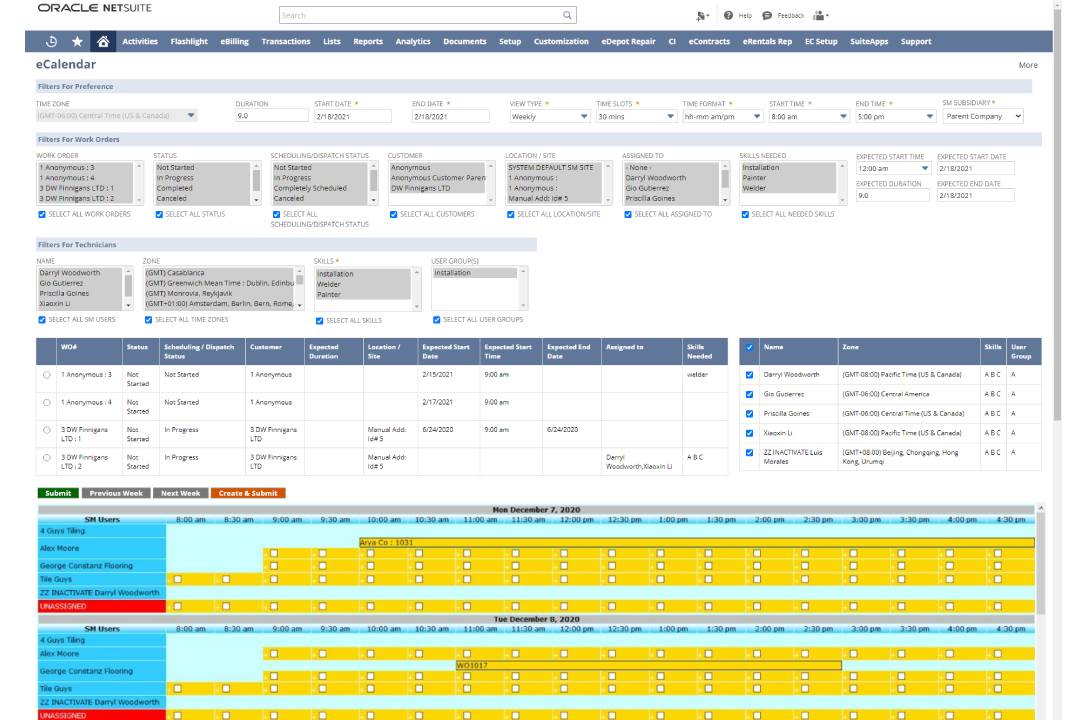 ORACLE NETSUITE
Search
Help Feedback
Activities Flashlight eBilling Transactions Lists Reports Analytics Documents Setup Customization eDepot Repair CI eContracts eRentals Rep EC Setup SuiteApps Support
eCalendar More
Filters For Preference
TIME ZONE DURATION START DATE * END DATE * VIEW TYPE * TIME SLOTS * TIME FORMAT * START TIME * END TIME * SM SUBSIDIARY *
(GMT-06:00) Central Time (US & Canada) 9.0 2/18/2021 2/18/2021 Weekly 30 mins hh-mm am/pm 8:00 am 5:00 pm Parent Company
Filters For Work Orders
WORK ORDER STATUS SCHEDULING/DISPATCH STATUS CUSTOMER LOCATION / SITE ASSIGNED TO SKILLS NEEDED EXPECTED START TIME EXPECTED START DATE
1 Anonymous : 3 Not Started Not Started Anonymous SYSTEM DEFAULT SM SITE - None - Installation 12:00 am 2/18/2021
1 Anonymous : 4 In Progress In Progress Anonymous Customer Paren 1 Anonymous : Darryl Woodworth Painter
3 DW Finnigans LTD : 1 Completed Completely Scheduled DW Finnigans LTD 1 Anonymous : Gio Gutierrez Welder EXPECTED DURATION EXPECTED END DATE
3 DW Finnigans LTD : 2 Canceled Canceled Manual Add: Id# 5 Priscilla Goines 9.0 2/18/2021
SELECT ALL WORK ORDERS SELECT ALL STATUS SELECT ALL SCHEDULING/DISPATCH STATUS SELECT ALL CUSTOMERS SELECT ALL LOCATION/SITE SELECT ALL ASSIGNED TO SELECT ALL NEEDED SKILLS
Filters For Technicians
NAME ZONE SKILLS * USER GROUP(S)
Darryl Woodworth (GMT) Casablanca Installation Installation
Gio Gutierrez (GMT) Greenwich Mean Time : Dublin, Edinbu Welder
Priscilla Goines (GMT) Monrovia, Reykjavik Painter
Xiaoxin Li (GMT+01:00) Amsterdam, Berlin, Bern, Rome,
SELECT ALL SM USERS SELECT ALL TIME ZONES SELECT ALL SKILLS SELECT ALL USER GROUPS
WO# Status Scheduling / Dispatch Status Customer Expected Duration Location / Site Expected Start Date Expected Start Time Expected End Date Assigned to Skills Needed
1 Anonymous : 3 Not Started Not Started 1 Anonymous 2/15/2021 9:00 am welder
1 Anonymous : 4 Not Started Not Started 1 Anonymous 2/17/2021 9:00 am
3 DW Finnigans LTD : 1 Not Started In Progress 3 DW Finnigans LTD Manual Add: Id# 5 6/24/2020 9:00 am 6/24/2020
3 DW Finnigans LTD : 2 Not Started In Progress 3 DW Finnigans LTD Manual Add: Id# 5 Darryl Woodworth,Xiaoxin Li A B C
Name Zone Skills User Group
Darryl Woodworth (GMT-08:00) Pacific Time (US & Canada) A B C A
Gio Gutierrez (GMT-06:00) Central America A B C A
Priscilla Goines (GMT-06:00) Central Time (US & Canada) A B C A
Xiaoxin Li (GMT-08:00) Pacific Time (US & Canada) A B C A
ZZ INACTIVATE Luis Morales (GMT+08:00) Beijing, Chongqing, Hong Kong, Urumqi A B C A
Submit Previous Week Next Week Create & Submit
Mon December 7, 2020
SM Users 8:00 am 8:30 am 9:00 am 9:30 am 10:00 am 10:30 am 11:00 am 11:30 am 12:00 pm 12:30 pm 1:00 pm 1:30 pm 2:00 pm 2:30 pm 3:00 pm 3:30 pm 4:00 pm 4:30 pm
4 Guys Tiling
Alex Moore Arya Co : 1031
George Constanz Flooring
Tile Guys
ZZ INACTIVATE Darryl Woodworth
UNASSIGNED
Tue December 8, 2020
SM Users 8:00 am 8:30 am 9:00 am 9:30 am 10:00 am 10:30 am 11:00 am 11:30 am 12:00 pm 12:30 pm 1:00 pm 1:30 pm 2:00 pm 2:30 pm 3:00 pm 3:30 pm 4:00 pm 4:30 pm
4 Guys Tiling
Alex Moore
George Constanz Flooring WO1017
Tile Guys
ZZ INACTIVATE Darryl Woodworth
UNASSIGNED